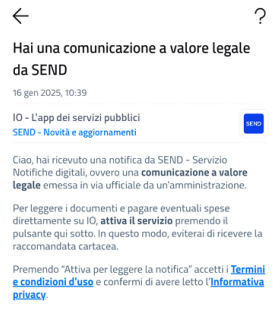 Hai una comunicazione a valore legale
da SEND
16 gen 2025, 10:39
IO - L'app dei servizi pubblici
SEND - Novità e aggiornamenti
SEND
Ciao, hai ricevuto una notifica da SEND - Servizio
Notifiche digitali, ovvero una comunicazione a valore
legale emessa in via ufficiale da un'amministrazione.
Per leggere i documenti e pagare eventuali spese
direttamente su IO, attiva il servizio premendo il
pulsante qui sotto. In questo modo, eviterai di ricevere la
raccomandata cartacea.
Premendo "Attiva per leggere la notifica" accetti i Termini
e condizioni d'uso e confermi di avere letto l'Informativa
privacy.